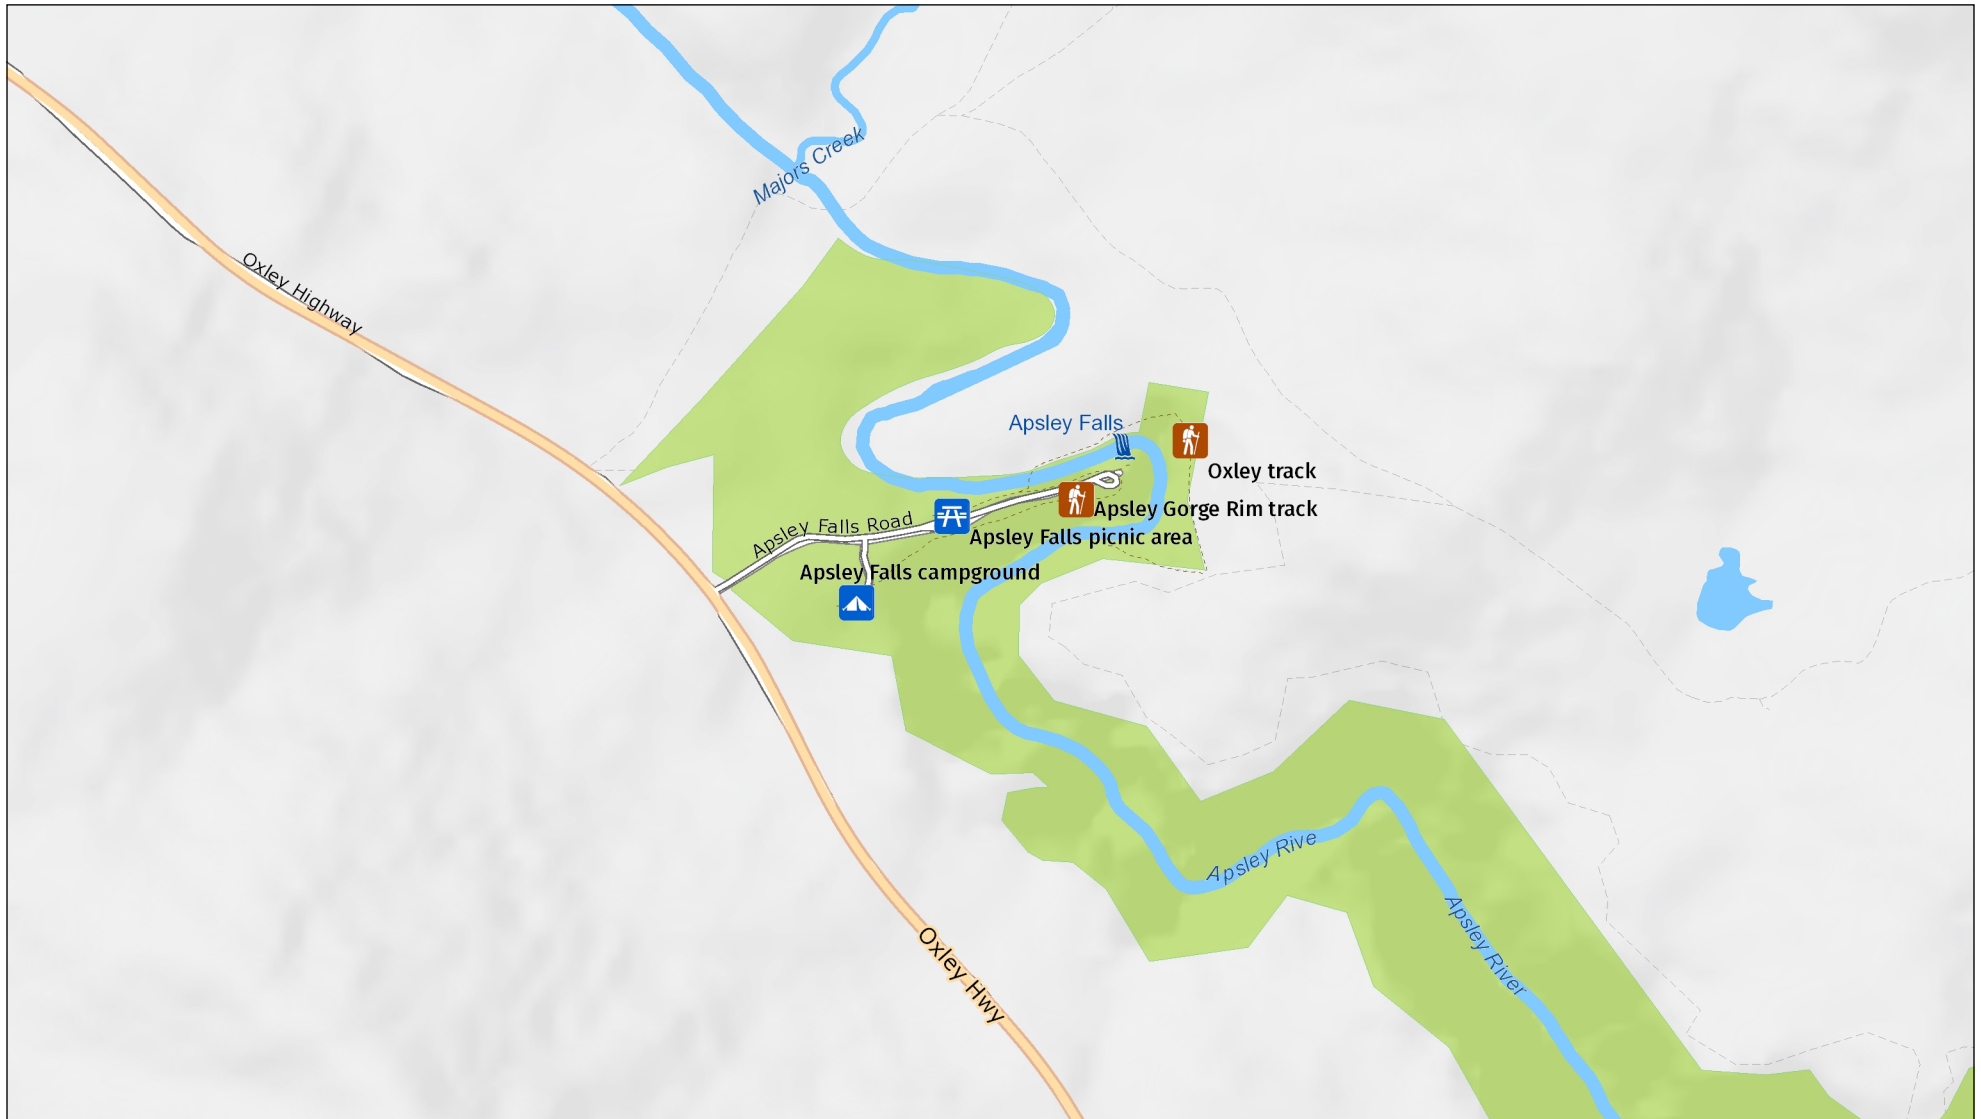 Majors Creek
Oxley Highway
Apsley Falls
Oxley track
Apsley Gorge Rim track
Apsley Falls Road
Apsley Falls picnic area
Apsley Falls campground
Apsley Rive
Apsley River
Oxley Hwy